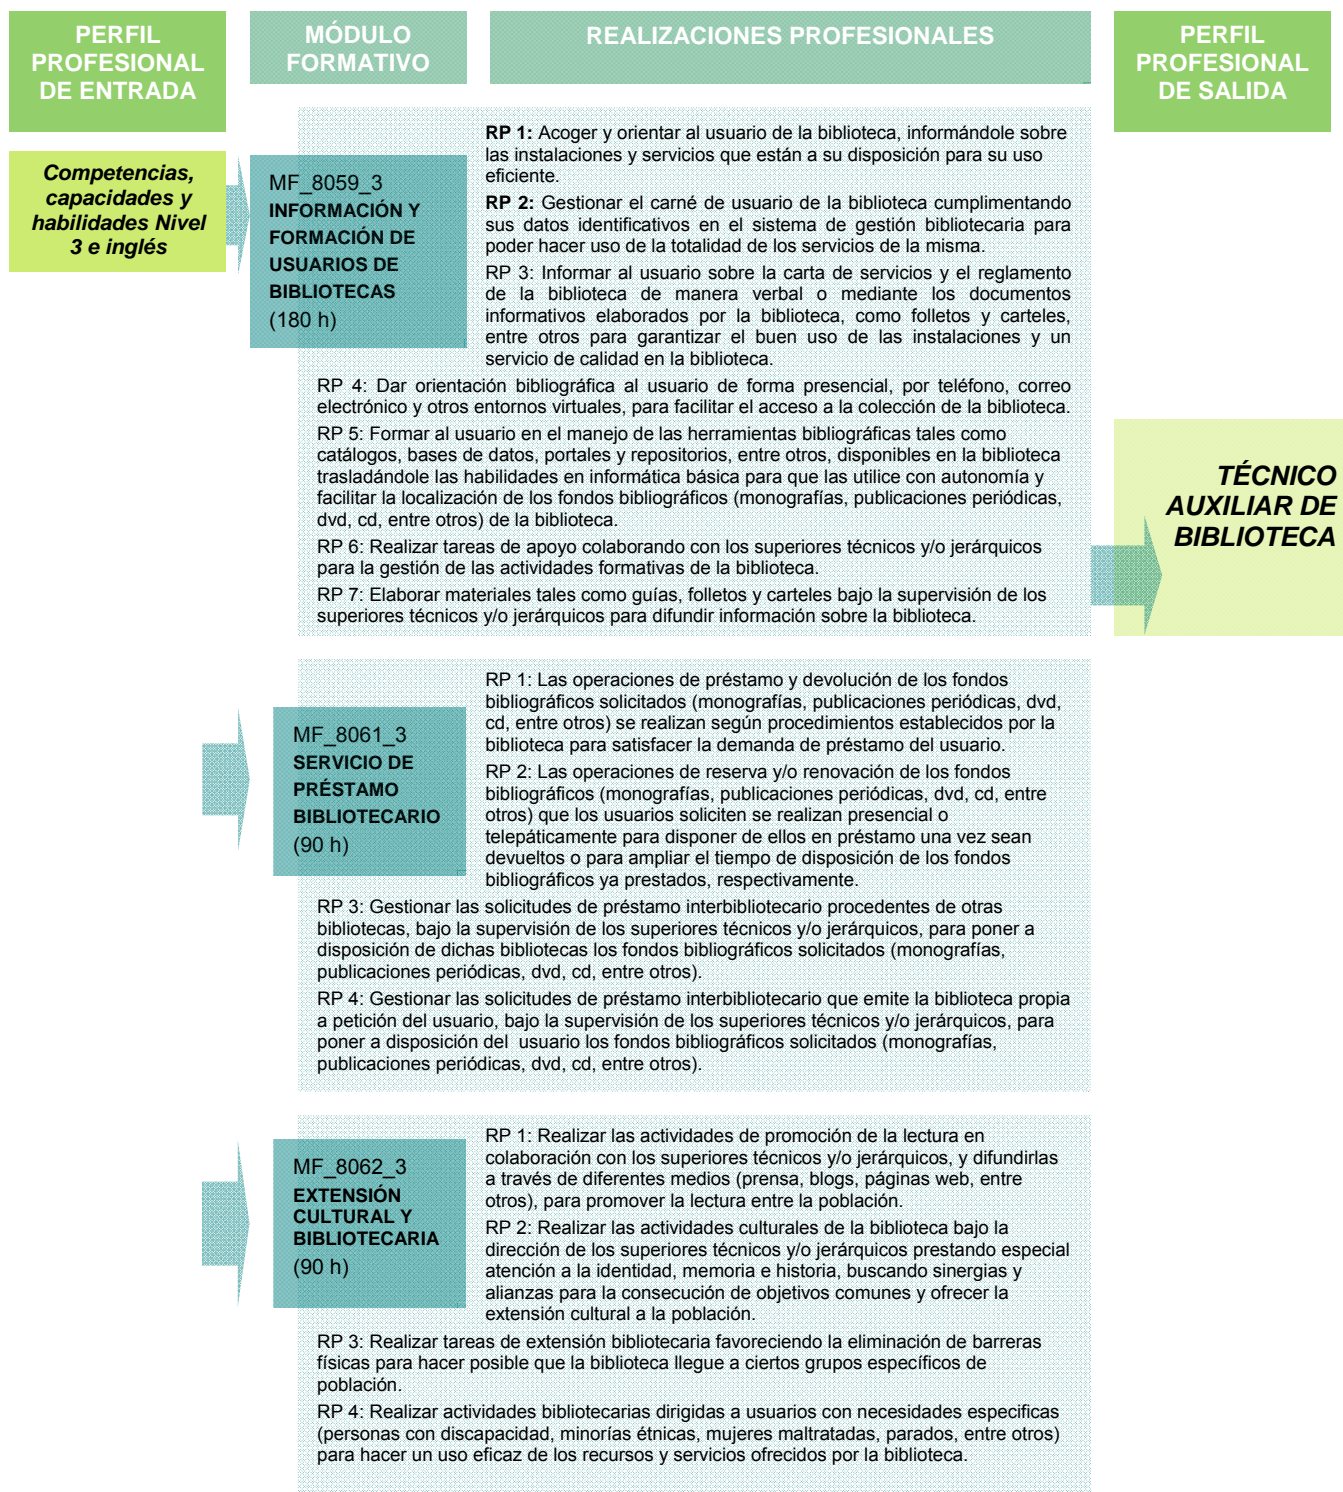 PERFIL
PROFESIONAL
DE ENTRADA
MÓDULO
FORMATIVO
REALIZACIONES PROFESIONALES
PERFIL
PROFESIONAL
DE SALIDA
Competencias,
capacidades y
habilidades Nivel
3 e inglés
MF_8059_3
INFORMACIÓN Y
FORMACIÓN DE
USUARIOS DE
BIBLIOTECAS
(180 h)
RP 1: Acoger y orientar al usuario de la biblioteca, informándole sobre
las instalaciones y servicios que están a su disposición para su uso
eficiente.
RP 2: Gestionar el carné de usuario de la biblioteca cumplimentando
sus datos identificativos en el sistema de gestión bibliotecaria para
poder hacer uso de la totalidad de los servicios de la misma.
RP 3: Informar al usuario sobre la carta de servicios y el reglamento
de la biblioteca de manera verbal o mediante los documentos
informativos elaborados por la biblioteca, como folletos y carteles,
entre otros para garantizar el buen uso de las instalaciones y un
servicio de calidad en la biblioteca.
RP 4: Dar orientación bibliográfica al usuario de forma presencial, por teléfono, correo
electrónico y otros entornos virtuales, para facilitar el acceso a la colección de la biblioteca.
RP 5: Formar al usuario en el manejo de las herramientas bibliográficas tales como
catálogos, bases de datos, portales y repositorios, entre otros, disponibles en la biblioteca
trasladándole las habilidades en informática básica para que las utilice con autonomía y
facilitar la localización de los fondos bibliográficos (monografías, publicaciones periódicas,
dvd, cd, entre otros) de la biblioteca.
RP 6: Realizar tareas de apoyo colaborando con los superiores técnicos y/o jerárquicos
para la gestión de las actividades formativas de la biblioteca.
RP 7: Elaborar materiales tales como guías, folletos y carteles bajo la supervisión de los
superiores técnicos y/o jerárquicos para difundir información sobre la biblioteca.
TÉCNICO
AUXILIAR DE
BIBLIOTECA
MF_8061_3
SERVICIO DE
PRÉSTAMO
BIBLIOTECARIO
(90 h)
RP 1: Las operaciones de préstamo y devolución de los fondos
bibliográficos solicitados (monografías, publicaciones periódicas, dvd,
cd, entre otros) se realizan según procedimientos establecidos por la
biblioteca para satisfacer la demanda de préstamo del usuario.
RP 2: Las operaciones de reserva y/o renovación de los fondos
bibliográficos (monografías, publicaciones periódicas, dvd, cd, entre
otros) que los usuarios soliciten se realizan presencial o
telepáticamente para disponer de ellos en préstamo una vez sean
devueltos o para ampliar el tiempo de disposición de los fondos
bibliográficos ya prestados, respectivamente.
RP 3: Gestionar las solicitudes de préstamo interbibliotecario procedentes de otras
bibliotecas, bajo la supervisión de los superiores técnicos y/o jerárquicos, para poner a
disposición de dichas bibliotecas los fondos bibliográficos solicitados (monografías,
publicaciones periódicas, dvd, cd, entre otros).
RP 4: Gestionar las solicitudes de préstamo interbibliotecario que emite la biblioteca propia
a petición del usuario, bajo la supervisión de los superiores técnicos y/o jerárquicos, para
poner a disposición del usuario los fondos bibliográficos solicitados (monografías,
publicaciones periódicas, dvd, cd, entre otros).
MF_8062_3
EXTENSIÓN
CULTURAL Y
BIBLIOTECARIA
(90 h)
RP 1: Realizar las actividades de promoción de la lectura en
colaboración con los superiores técnicos y/o jerárquicos, y difundirlas
a través de diferentes medios (prensa, blogs, páginas web, entre
otros), para promover la lectura entre la población.
RP 2: Realizar las actividades culturales de la biblioteca bajo la
dirección de los superiores técnicos y/o jerárquicos prestando especial
atención a la identidad, memoria e historia, buscando sinergias y
alianzas para la consecución de objetivos comunes y ofrecer la
extensión cultural a la población.
RP 3: Realizar tareas de extensión bibliotecaria favoreciendo la eliminación de barreras
físicas para hacer posible que la biblioteca llegue a ciertos grupos específicos de
población.
RP 4: Realizar actividades bibliotecarias dirigidas a usuarios con necesidades especificas
(personas con discapacidad, minorías étnicas, mujeres maltratadas, parados, entre otros)
para hacer un uso eficaz de los recursos y servicios ofrecidos por la biblioteca.